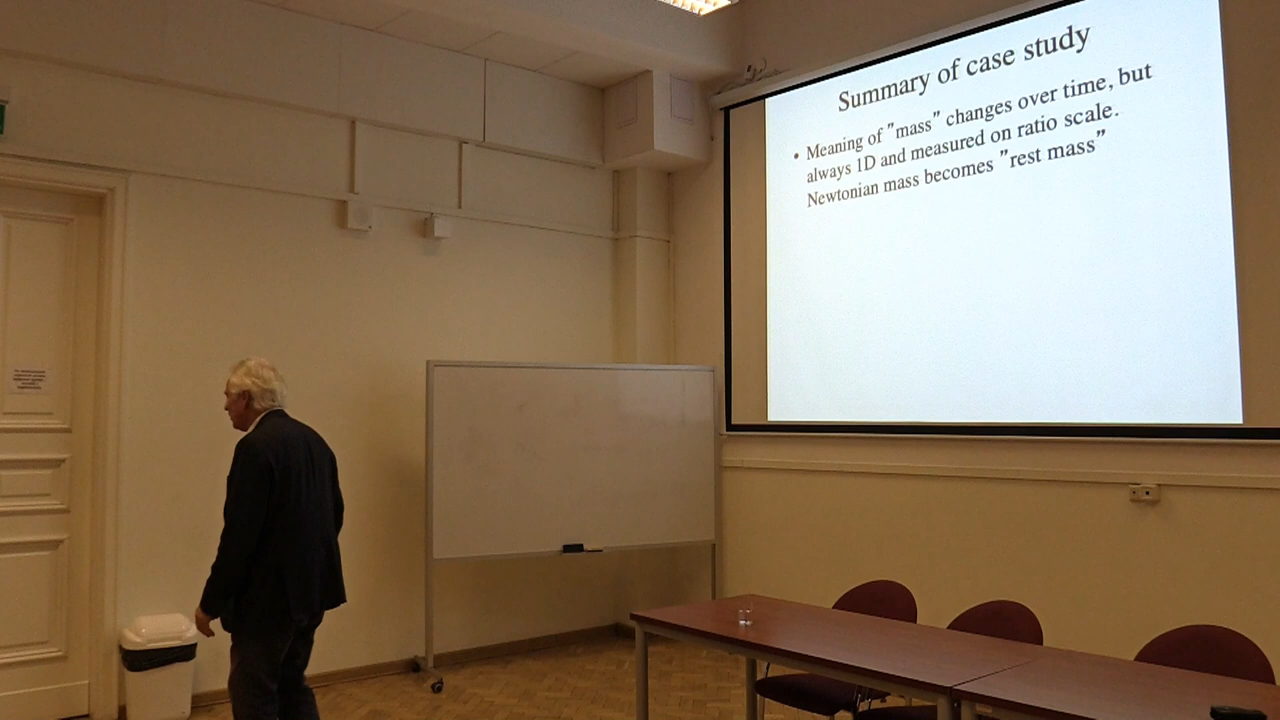 Summary of case study
• Meaning of ”mass” changes over time, but
always 1D and measured on ratio scale.
Newtonian mass becomes ”rest mass”